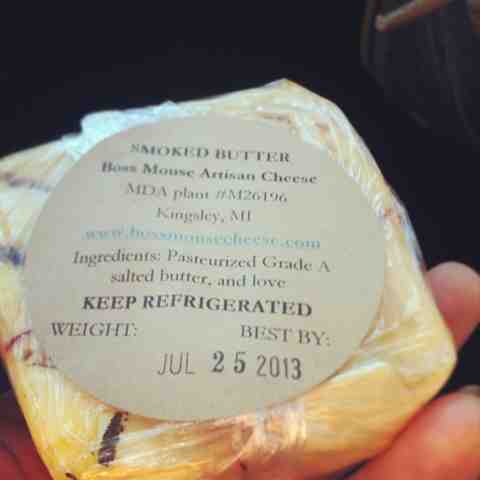 SMOKED BUTTER
Boss Mouse Artisan Cheese
MDA plant #M26196
Kingsley, MI
www.bossmousecheese.com
Ingredients: Pasteurized Grade A
salted butter, and love
KEEP REFRIGERATED
WEIGHT: BEST BY:
JUL 25 2013